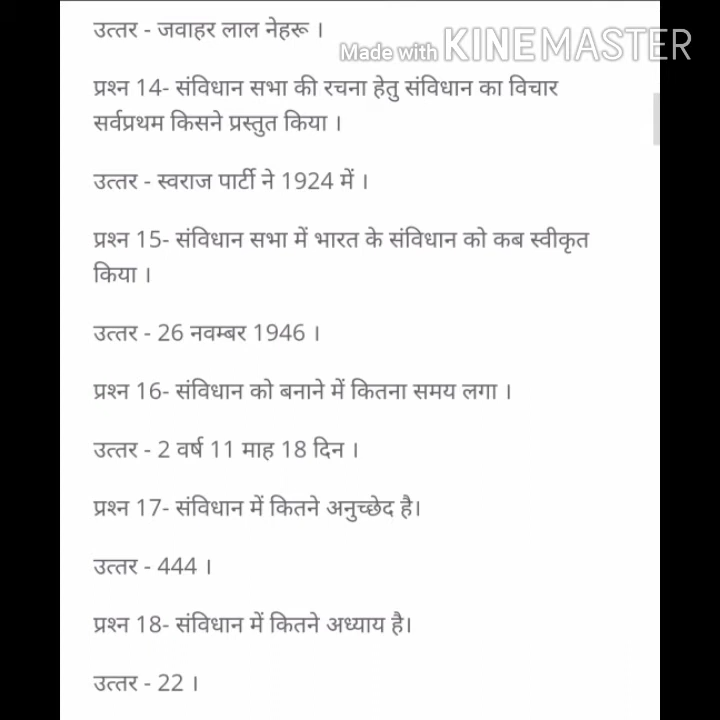 उत्तर - जवाहर लाल नेहरू ।
Made with KINEMASTER
प्रश्न 14- संविधान सभा की रचना हेतु संविधान का विचार
सर्वप्रथम किसने प्रस्तुत किया ।
उत्तर - स्वराज पार्टी ने 1924 में ।
प्रश्न 15- संविधान सभा में भारत के संविधान को कब स्वीकृत
किया ।
उत्तर - 26 नवम्बर 1946 ।
प्रश्न 16- संविधान को बनाने में कितना समय लगा ।
उत्तर - 2 वर्ष 11 माह 18 दिन ।
प्रश्न 17- संविधान में कितने अनुच्छेद है।
उत्तर - 444 ।
प्रश्न 18- संविधान में कितने अध्याय है।
उत्तर - 22 ।